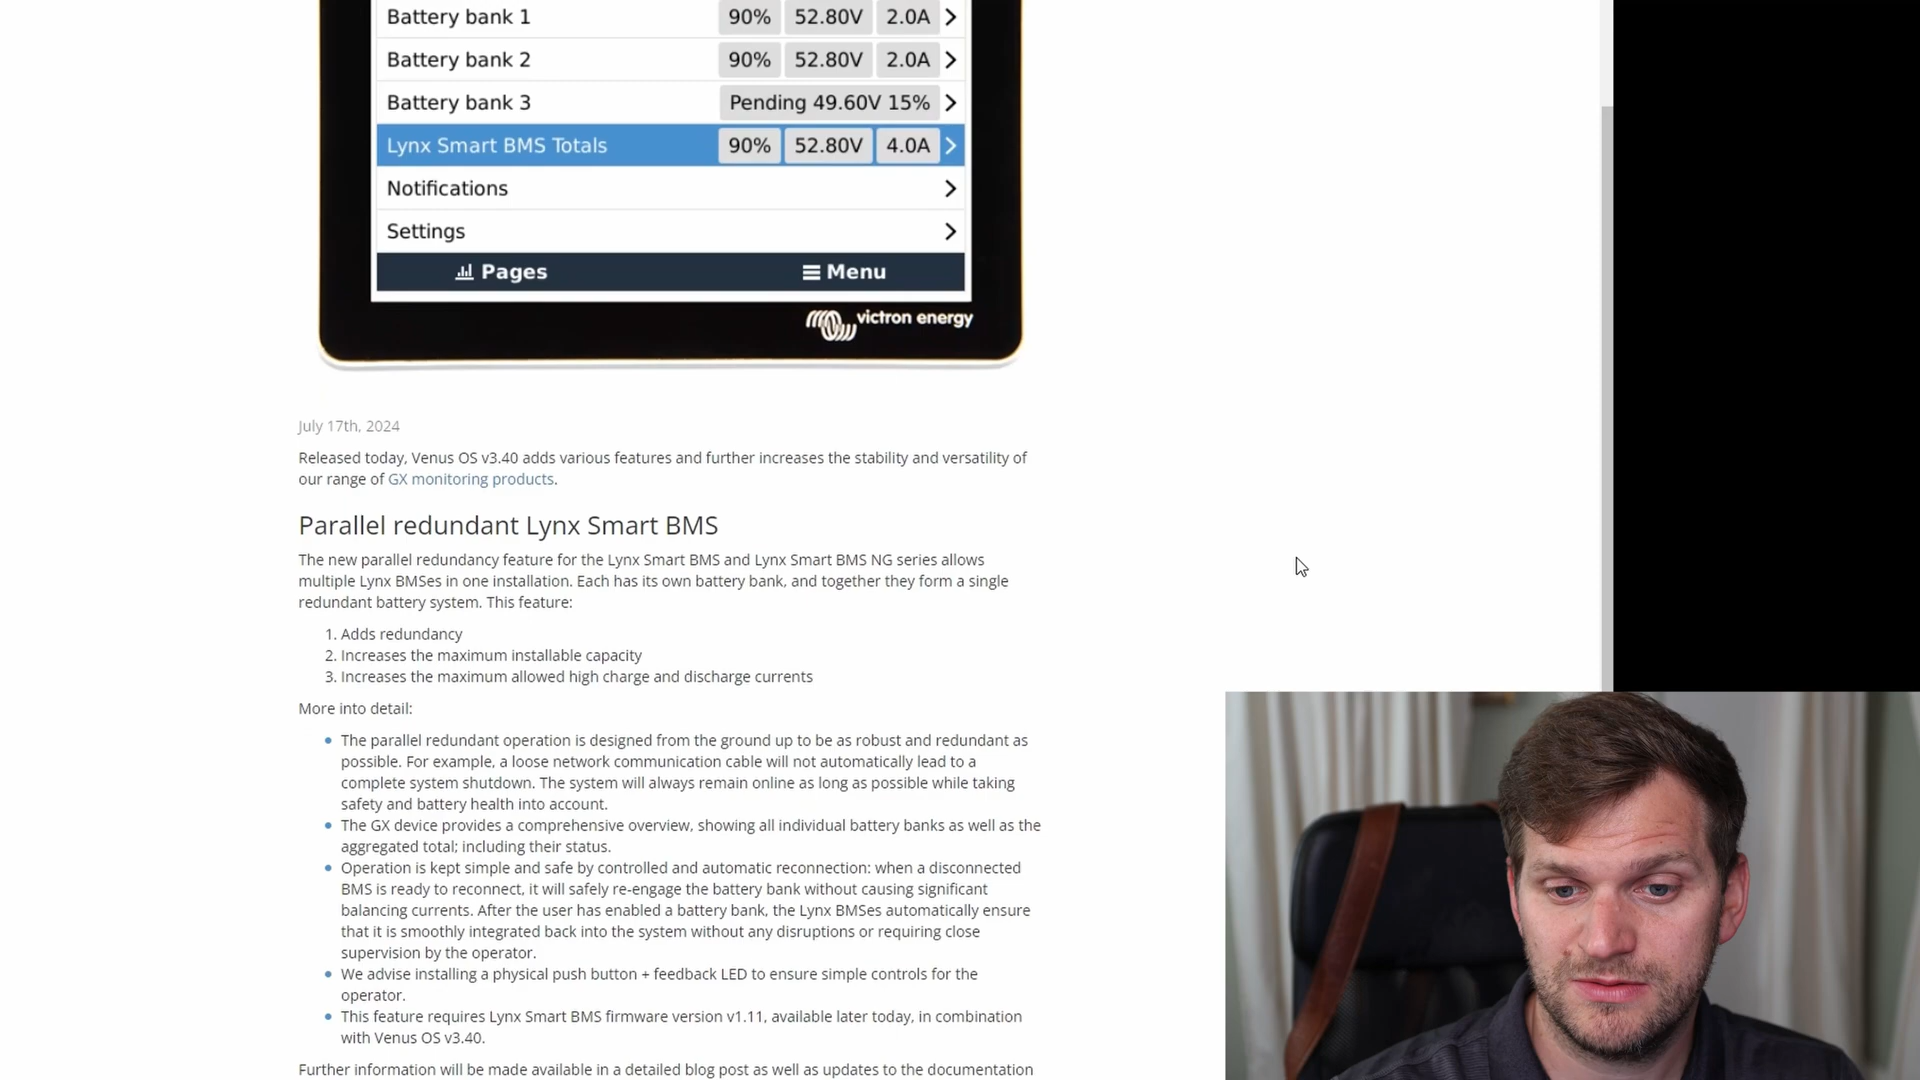 Battery bank 1 90% 52.80V 2.0A
Battery bank 2 90% 52.80V 2.0A
Battery bank 3 Pending 49.60V 15%
Lynx Smart BMS Totals 90% 52.80V 4.0A
Notifications
Settings
Pages Menu
victron energy
July 17th, 2024
Released today, Venus OS v3.40 adds various features and further increases the stability and versatility of
our range of GX monitoring products.
Parallel redundant Lynx Smart BMS
The new parallel redundancy feature for the Lynx Smart BMS and Lynx Smart BMS NG series allows
multiple Lynx BMSes in one installation. Each has its own battery bank, and together they form a single
redundant battery system. This feature:
1. Adds redundancy
2. Increases the maximum installable capacity
3. Increases the maximum allowed high charge and discharge currents
More into detail:
• The parallel redundant operation is designed from the ground up to be as robust and redundant as
possible. For example, a loose network communication cable will not automatically lead to a
complete system shutdown. The system will always remain online as long as possible while taking
safety and battery health into account.
• The GX device provides a comprehensive overview, showing all individual battery banks as well as the
aggregated total; including their status.
• Operation is kept simple and safe by controlled and automatic reconnection: when a disconnected
BMS is ready to reconnect, it will safely re-engage the battery bank without causing significant
balancing currents. After the user has enabled a battery bank, the Lynx BMSes automatically ensure
that it is smoothly integrated back into the system without any disruptions or requiring close
supervision by the operator.
• We advise installing a physical push button + feedback LED to ensure simple controls for the
operator.
• This feature requires Lynx Smart BMS firmware version v1.11, available later today, in combination
with Venus OS v3.40.
Further information will be made available in a detailed blog post as well as updates to the documentation